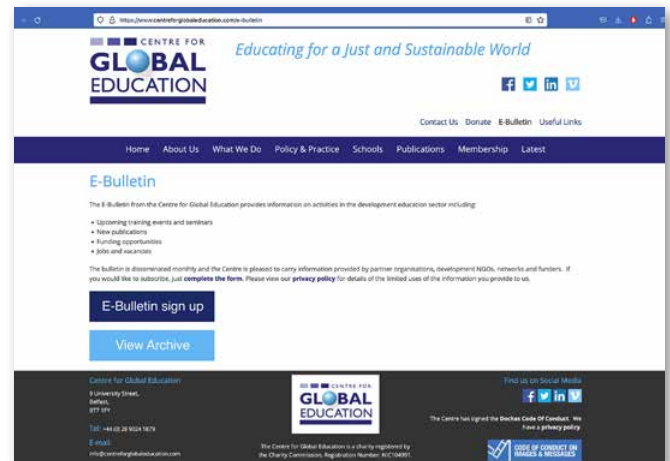 https://www.centreforglobaleducation.com/e-bulletin
CENTRE FOR
GLOBAL
EDUCATION
Educating for a Just and Sustainable World
Contact Us Donate E-Bulletin Useful Links
Home About Us What We Do Policy & Practice Schools Publications Membership Latest
E-Bulletin
The E-Bulletin from the Centre for Global Education provides information on activities in the development education sector including:
• Upcoming training events and seminars
• New publications
• Funding opportunities
• Jobs and vacancies
The bulletin is disseminated monthly and the Centre is pleased to carry information provided by partner organisations, development NGOs, networks and funders. If
you would like to subscribe, just complete the form. Please view our privacy policy for details of the limited uses of the information you provide to us.
E-Bulletin sign up
View Archive
Centre for Global Education
9 University Street,
Belfast,
BT7 1FY
Tel: +44 (0) 28 9024 1879
E-mail:
info@centreforglobaleducation.com
CENTRE FOR
GLOBAL
EDUCATION
The Centre for Global Education is a charity registered by
the Charity Commission, Registration Number: NIC104991.
Find us on Social Media
The Centre has signed the Dochas Code Of Conduct. We
have a privacy policy.
CODE OF CONDUCT ON
IMAGES & MESSAGES